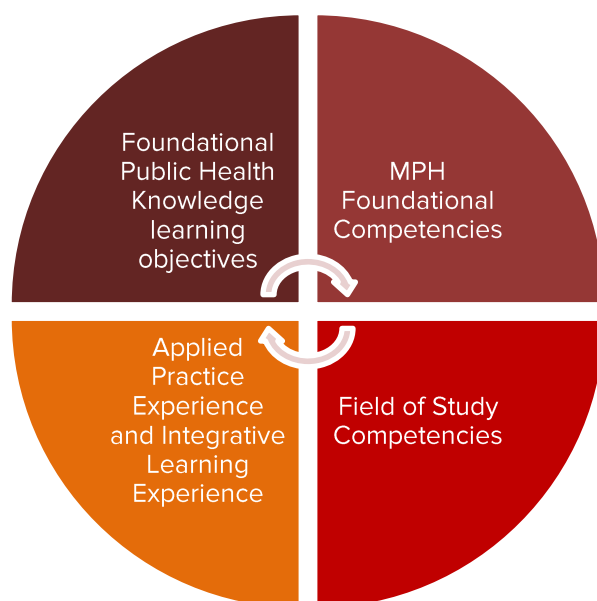 Foundational
Public Health
Knowledge
learning
objectives
MPH
Foundational
Competencies
Applied
Practice
Experience
and Integrative
Learning
Experience
Field of Study
Competencies